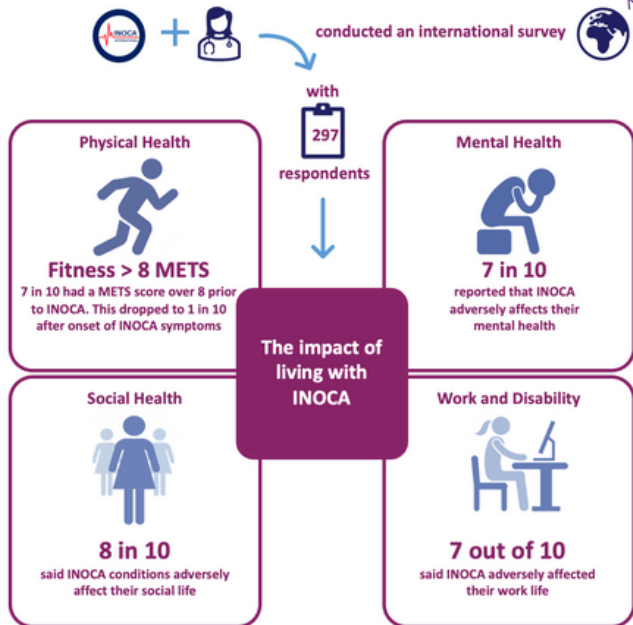 INOCA
conducted an international survey
with
297
respondents
Physical Health
Fitness > 8 METS
7 in 10 had a METS score over 8 prior
to INOCA. This dropped to 1 in 10
after onset of INOCA symptoms
Mental Health
7 in 10
reported that INOCA
adversely affects their
mental health
The impact of
living with
INOCA
Social Health
8 in 10
said INOCA conditions adversely
affect their social life
Work and Disability
7 out of 10
said INOCA adversely affected
their work life